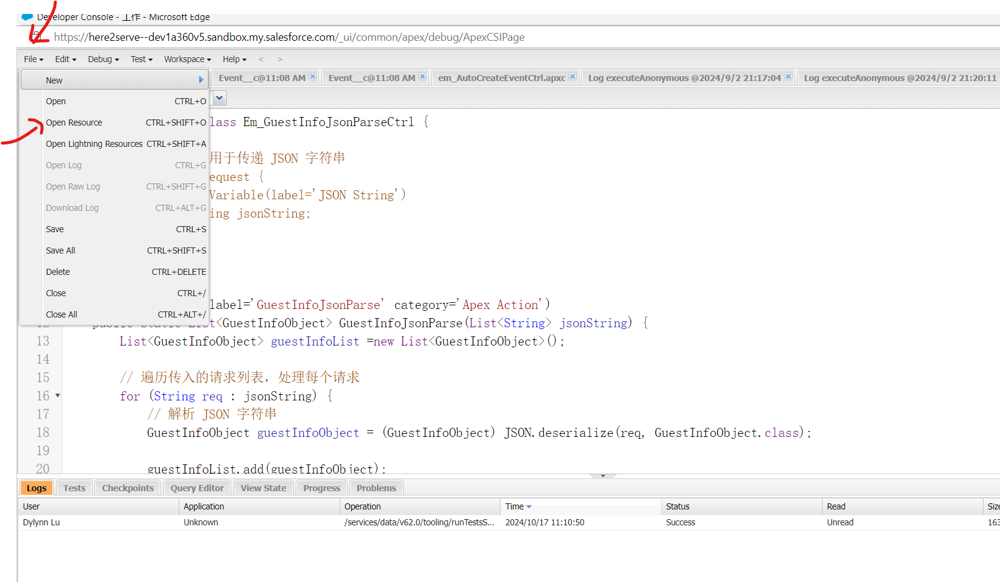 Developer Console - 工作 - Microsoft Edge
https://here2serve--dev1a360v5.sandbox.my.salesforce.com/_ui/common/apex/debug/ApexCSIPage
File Edit Debug Test Workspace Help < >
Event__c@11:08 AM Event__c@11:08 AM em_AutoCreateEventCtrl.apxc Log executeAnonymous @2024/9/2 21:17:04 Log executeAnonymous @2024/9/2 21:20:11
New
Open CTRL+O
Open Resource CTRL+SHIFT+O
Open Lightning Resources CTRL+SHIFT+A
Open Log CTRL+G
Open Raw Log CTRL+SHIFT+G
Download Log CTRL+ALT+G
Save CTRL+S
Save All CTRL+SHIFT+S
Delete CTRL+DELETE
Close CTRL+/
Close All CTRL+ALT+/
lass Em_GuestInfoJsonParseCtrl {
用于传递 JSON 字符串
equest {
Variable(label='JSON String')
ing jsonString;
label='GuestInfoJsonParse' category='Apex Action')
12 public static List<GuestInfoObject> GuestInfoJsonParse(List<String> jsonString) {
13 List<GuestInfoObject> guestInfoList =new List<GuestInfoObject>();
14
15 // 遍历传入的请求列表，处理每个请求
16 for (String req : jsonString) {
17 // 解析 JSON 字符串
18 GuestInfoObject guestInfoObject = (GuestInfoObject) JSON.deserialize(req, GuestInfoObject.class);
19
20 guestInfoList.add(guestInfoObject);
Logs Tests Checkpoints Query Editor View State Progress Problems
User Application Operation Time Status Read Size
Dylynn Lu Unknown /services/data/v62.0/tooling/runTestsS... 2024/10/17 11:10:50 Success Unread 163